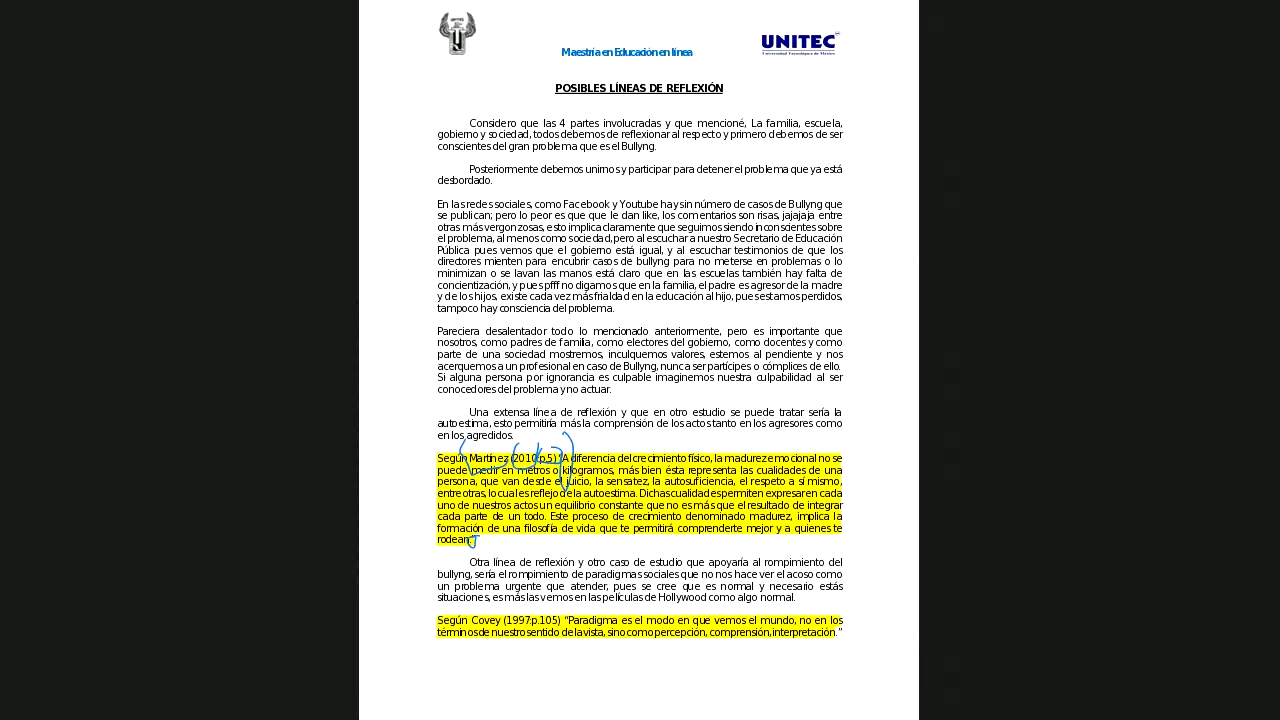 Maestría en Educación en línea
UNITEC
Universidad Tecnológica de México
POSIBLES LÍNEAS DE REFLEXIÓN
Considero que las 4 partes involucradas y que mencioné, La familia, escuela,
gobierno y sociedad, todos debemos de reflexionar al respecto y primero debemos de ser
conscientes del gran problema que es el Bullyng.
Posteriormente debemos unirnos y participar para detener el problema que ya está
desbordado.
En las redes sociales, como Facebook y Youtube hay sin número de casos de Bullyng que
se publican; pero lo peor es que que le dan like, los comentarios son risas, jajajaja entre
otras más vergonzosas, esto implica claramente que seguimos siendo inconscientes sobre
el problema, al menos como sociedad, pero al escuchar a nuestro Secretario de Educación
Pública pues vemos que el gobierno está igual, y al escuchar testimonios de que los
directores mienten para encubrir casos de bullyng para no meterse en problemas o lo
minimizan o se lavan las manos está claro que en las escuelas también hay falta de
concientización, y pues pfff no digamos que en la familia, el padre es agresor de la madre
y de los hijos, existe cada vez más frialdad en la educación al hijo, pues estamos perdidos,
tampoco hay consciencia del problema.
Pareciera desalentador todo lo mencionado anteriormente, pero es importante que
nosotros, como padres de familia, como electores del gobierno, como docentes y como
parte de una sociedad mostremos, inculquemos valores, estemos al pendiente y nos
acerquemos a un profesional en caso de Bullyng, nunca ser partícipes o cómplices de ello.
Si alguna persona por ignorancia es culpable imaginemos nuestra culpabilidad al ser
conocedores del problema y no actuar.
Una extensa línea de reflexión y que en otro estudio se puede tratar sería la
autoestima, esto permitiría más la comprensión de los actos tanto en los agresores como
en los agredidos.
Según Martínez (2010:p.5) "A diferencia del crecimiento físico, la madurez emocional no se
puede medir en metros o kilogramos, más bien ésta representa las cualidades de una
persona, que van desde el juicio, la sensatez, la autosuficiencia, el respeto a sí mismo,
entre otras, lo cual es reflejo de la autoestima. Dichas cualidades permiten expresar en cada
uno de nuestros actos un equilibrio constante que no es más que el resultado de integrar
cada parte de un todo. Este proceso de crecimiento denominado madurez, implica la
formación de una filosofía de vida que te permitirá comprenderte mejor y a quienes te
rodean."
Otra línea de reflexión y otro caso de estudio que apoyaría al rompimiento del
bullyng, sería el rompimiento de paradigmas sociales que no nos hace ver el acoso como
un problema urgente que atender, pues se cree que es normal y necesario estás
situaciones, es más las vemos en las películas de Hollywood como algo normal.
Según Covey (1997:p.105) "Paradigma es el modo en que vemos el mundo, no en los
términos de nuestro sentido de la vista, sino como percepción, comprensión, interpretación."